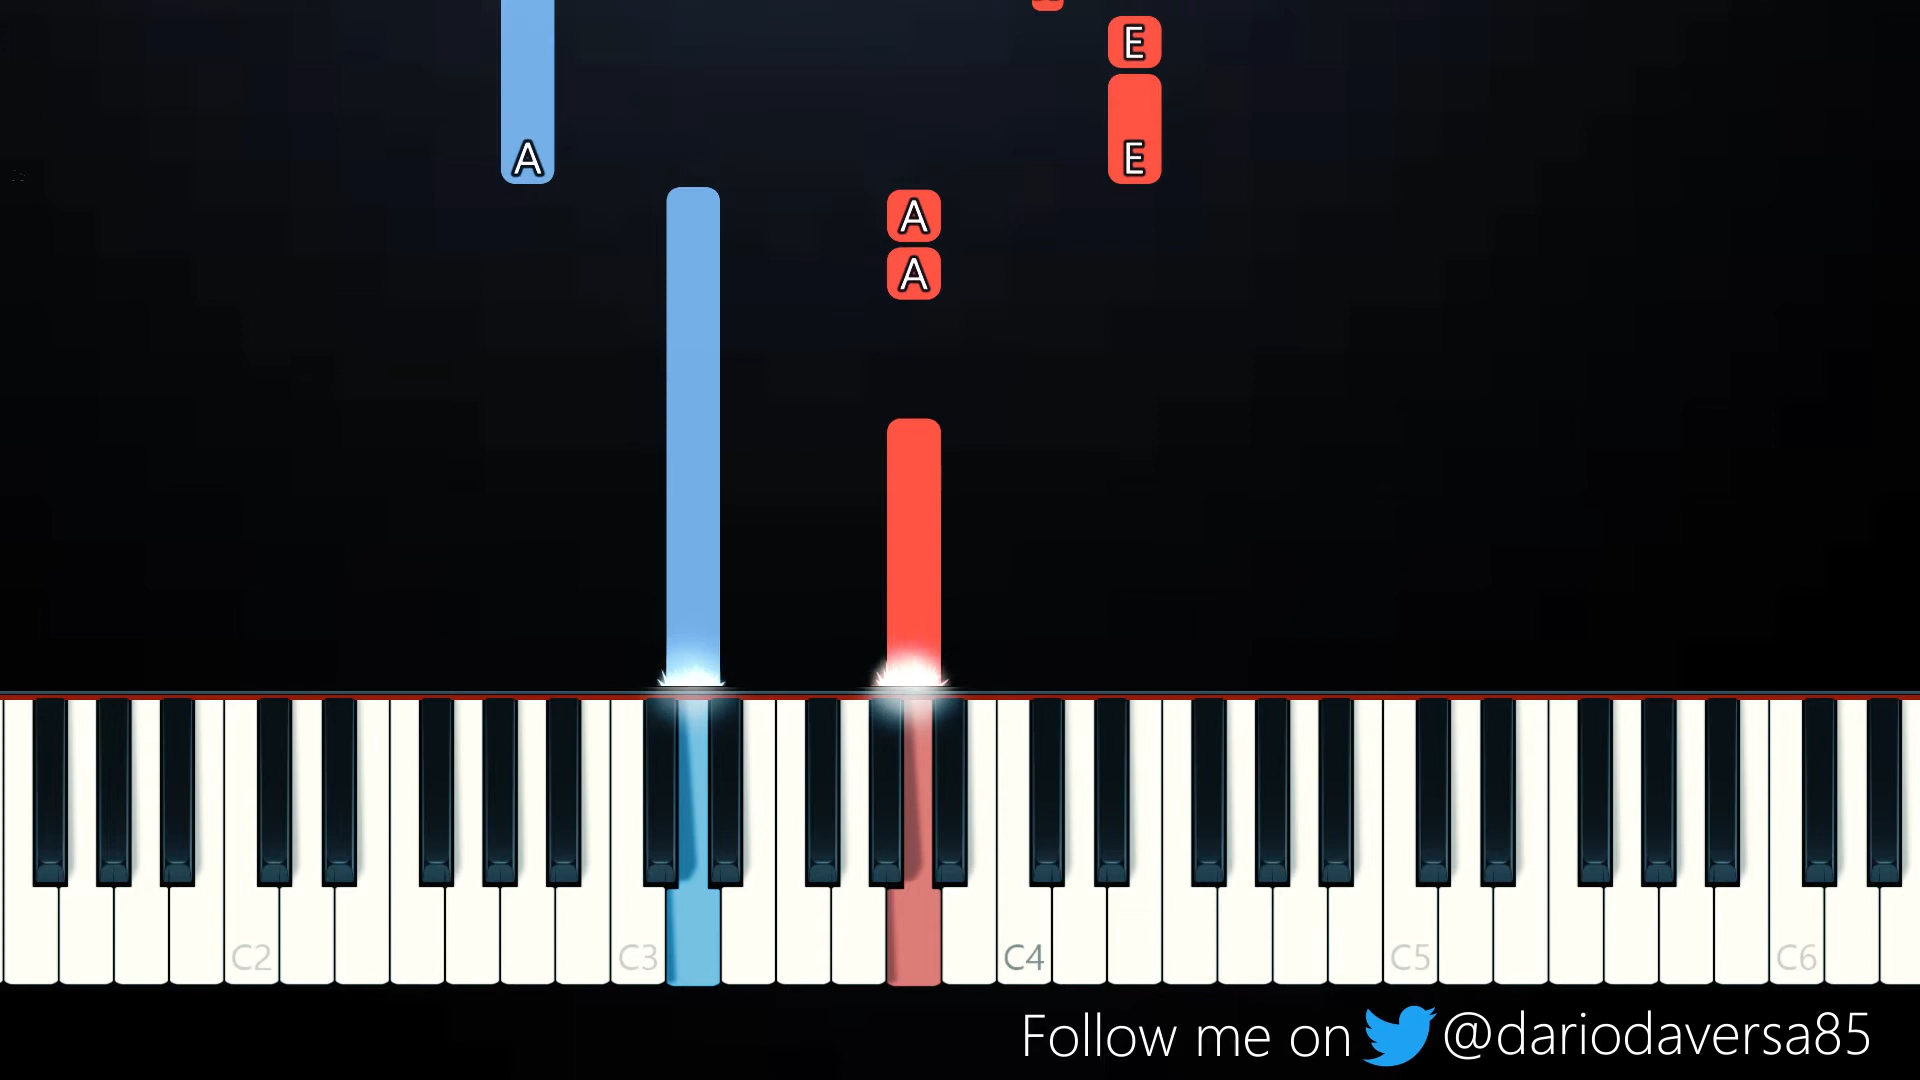 E
A E
A
A
C2 C3 C4 C5 C6
Follow me on @dariodaversa85